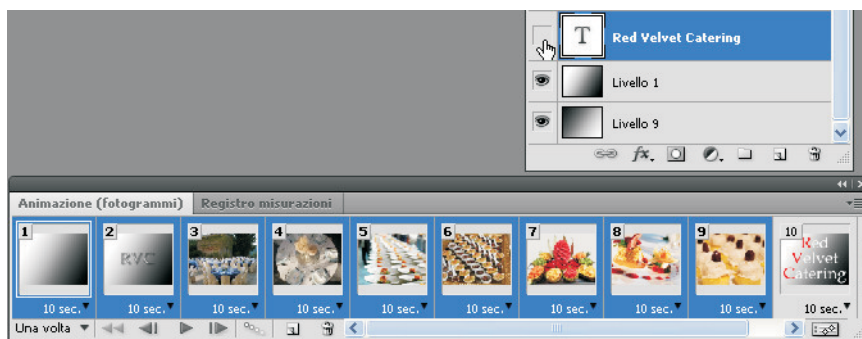 T Red Velvet Catering
Livello 1
Livello 9
fx.
Animazione (fotogrammi) Registro misurazioni
1 2 3 4 5 6 7 8 9 10
RVC
Red
Velvet
Catering
10 sec. 10 sec. 10 sec. 10 sec. 10 sec. 10 sec. 10 sec. 10 sec. 10 sec. 10 sec.
Una volta